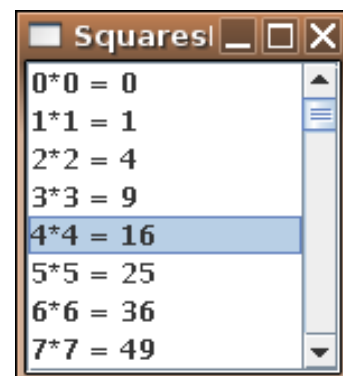 Squares
0*0 = 0
1*1 = 1
2*2 = 4
3*3 = 9
4*4 = 16
5*5 = 25
6*6 = 36
7*7 = 49